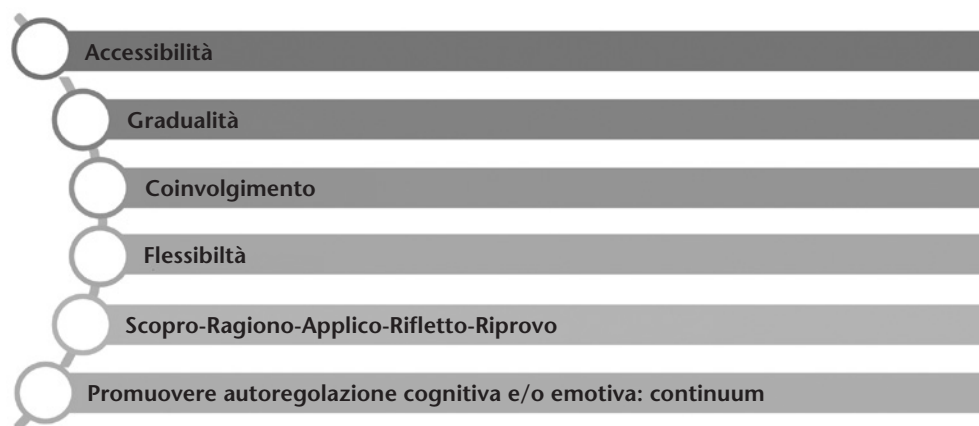 Accessibilità
Gradualità
Coinvolgimento
Flessibiltà
Scopro-Ragiono-Applico-Rifletto-Riprovo
Promuovere autoregolazione cognitiva e/o emotiva: continuum